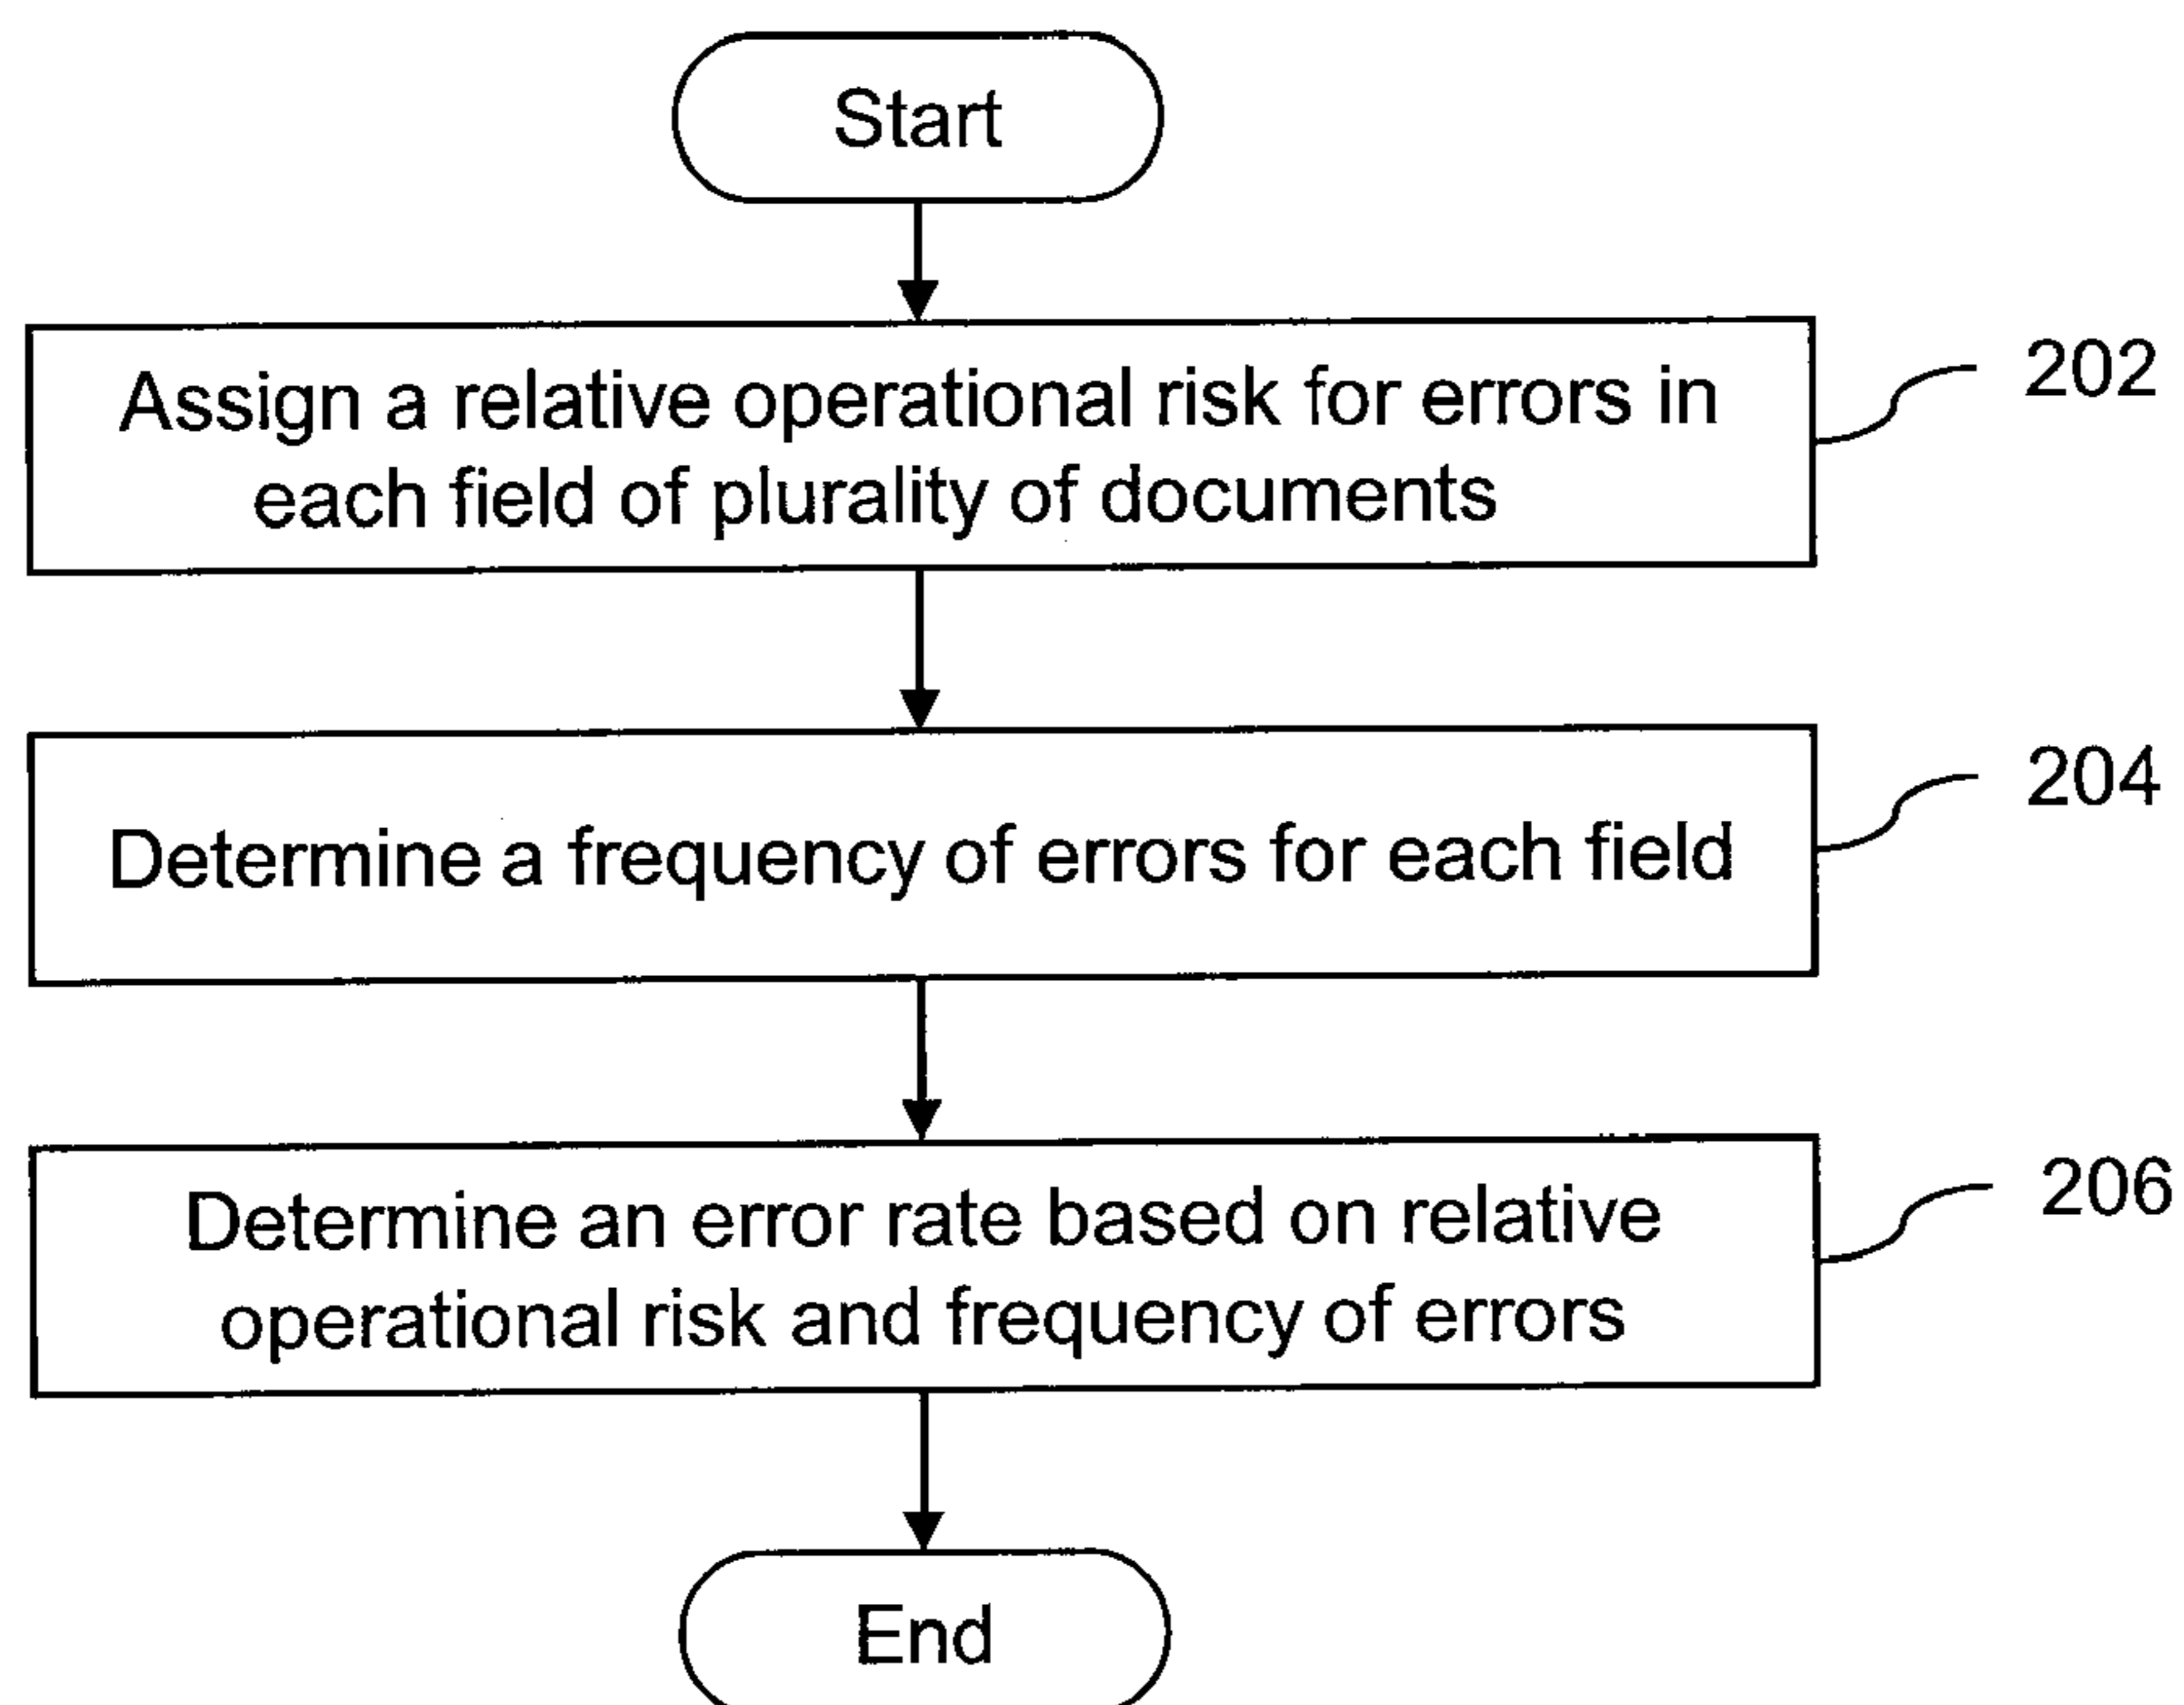 Start
Assign a relative operational risk for errors in
each field of plurality of documents
202
Determine a frequency of errors for each field
204
Determine an error rate based on relative
operational risk and frequency of errors
206
End